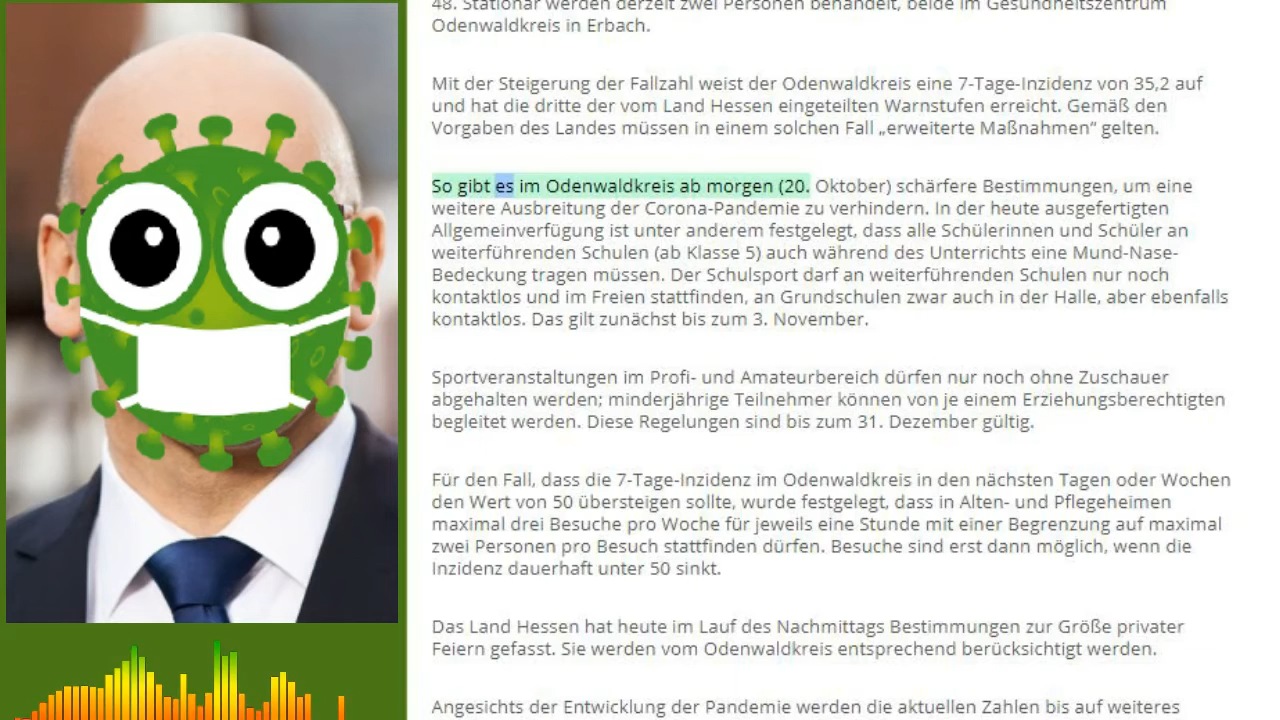 48. Stationär werden derzeit zwei Personen behandelt, beide im Gesundheitszentrum
Odenwaldkreis in Erbach.
Mit der Steigerung der Fallzahl weist der Odenwaldkreis eine 7-Tage-Inzidenz von 35,2 auf
und hat die dritte der vom Land Hessen eingeteilten Warnstufen erreicht. Gemäß den
Vorgaben des Landes müssen in einem solchen Fall „erweiterte Maßnahmen“ gelten.
So gibt es im Odenwaldkreis ab morgen (20. Oktober) schärfere Bestimmungen, um eine
weitere Ausbreitung der Corona-Pandemie zu verhindern. In der heute ausgefertigten
Allgemeinverfügung ist unter anderem festgelegt, dass alle Schülerinnen und Schüler an
weiterführenden Schulen (ab Klasse 5) auch während des Unterrichts eine Mund-Nase-
Bedeckung tragen müssen. Der Schulsport darf an weiterführenden Schulen nur noch
kontaktlos und im Freien stattfinden, an Grundschulen zwar auch in der Halle, aber ebenfalls
kontaktlos. Das gilt zunächst bis zum 3. November.
Sportveranstaltungen im Profi- und Amateurbereich dürfen nur noch ohne Zuschauer
abgehalten werden; minderjährige Teilnehmer können von je einem Erziehungsberechtigten
begleitet werden. Diese Regelungen sind bis zum 31. Dezember gültig.
Für den Fall, dass die 7-Tage-Inzidenz im Odenwaldkreis in den nächsten Tagen oder Wochen
den Wert von 50 übersteigen sollte, wurde festgelegt, dass in Alten- und Pflegeheimen
maximal drei Besuche pro Woche für jeweils eine Stunde mit einer Begrenzung auf maximal
zwei Personen pro Besuch stattfinden dürfen. Besuche sind erst dann möglich, wenn die
Inzidenz dauerhaft unter 50 sinkt.
Das Land Hessen hat heute im Lauf des Nachmittags Bestimmungen zur Größe privater
Feiern gefasst. Sie werden vom Odenwaldkreis entsprechend berücksichtigt werden.
Angesichts der Entwicklung der Pandemie werden die aktuellen Zahlen bis auf weiteres